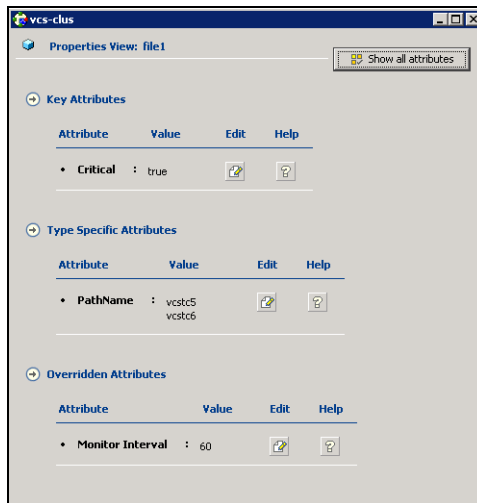 vcs-clus
Properties View: file1
Show all attributes
Key Attributes
Attribute Value Edit Help
• Critical : true
Type Specific Attributes
Attribute Value Edit Help
• PathName : vcstc5
vcstc6
Overridden Attributes
Attribute Value Edit Help
• Monitor Interval : 60